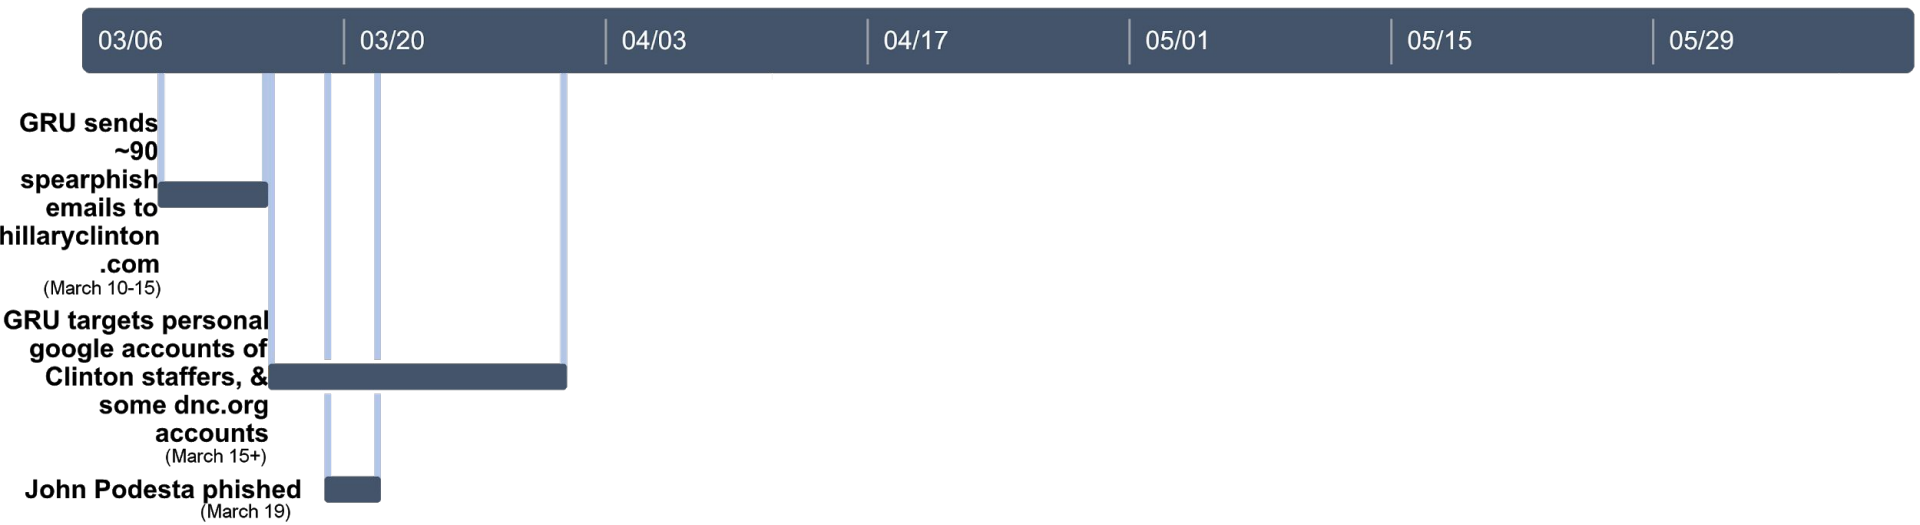 03/06 03/20 04/03 04/17 05/01 05/15 05/29
GRU sends
~90
spearphish
emails to
hillaryclinton
.com
(March 10-15)
GRU targets personal
google accounts of
Clinton staffers, &
some dnc.org
accounts
(March 15+)
John Podesta phished
(March 19)